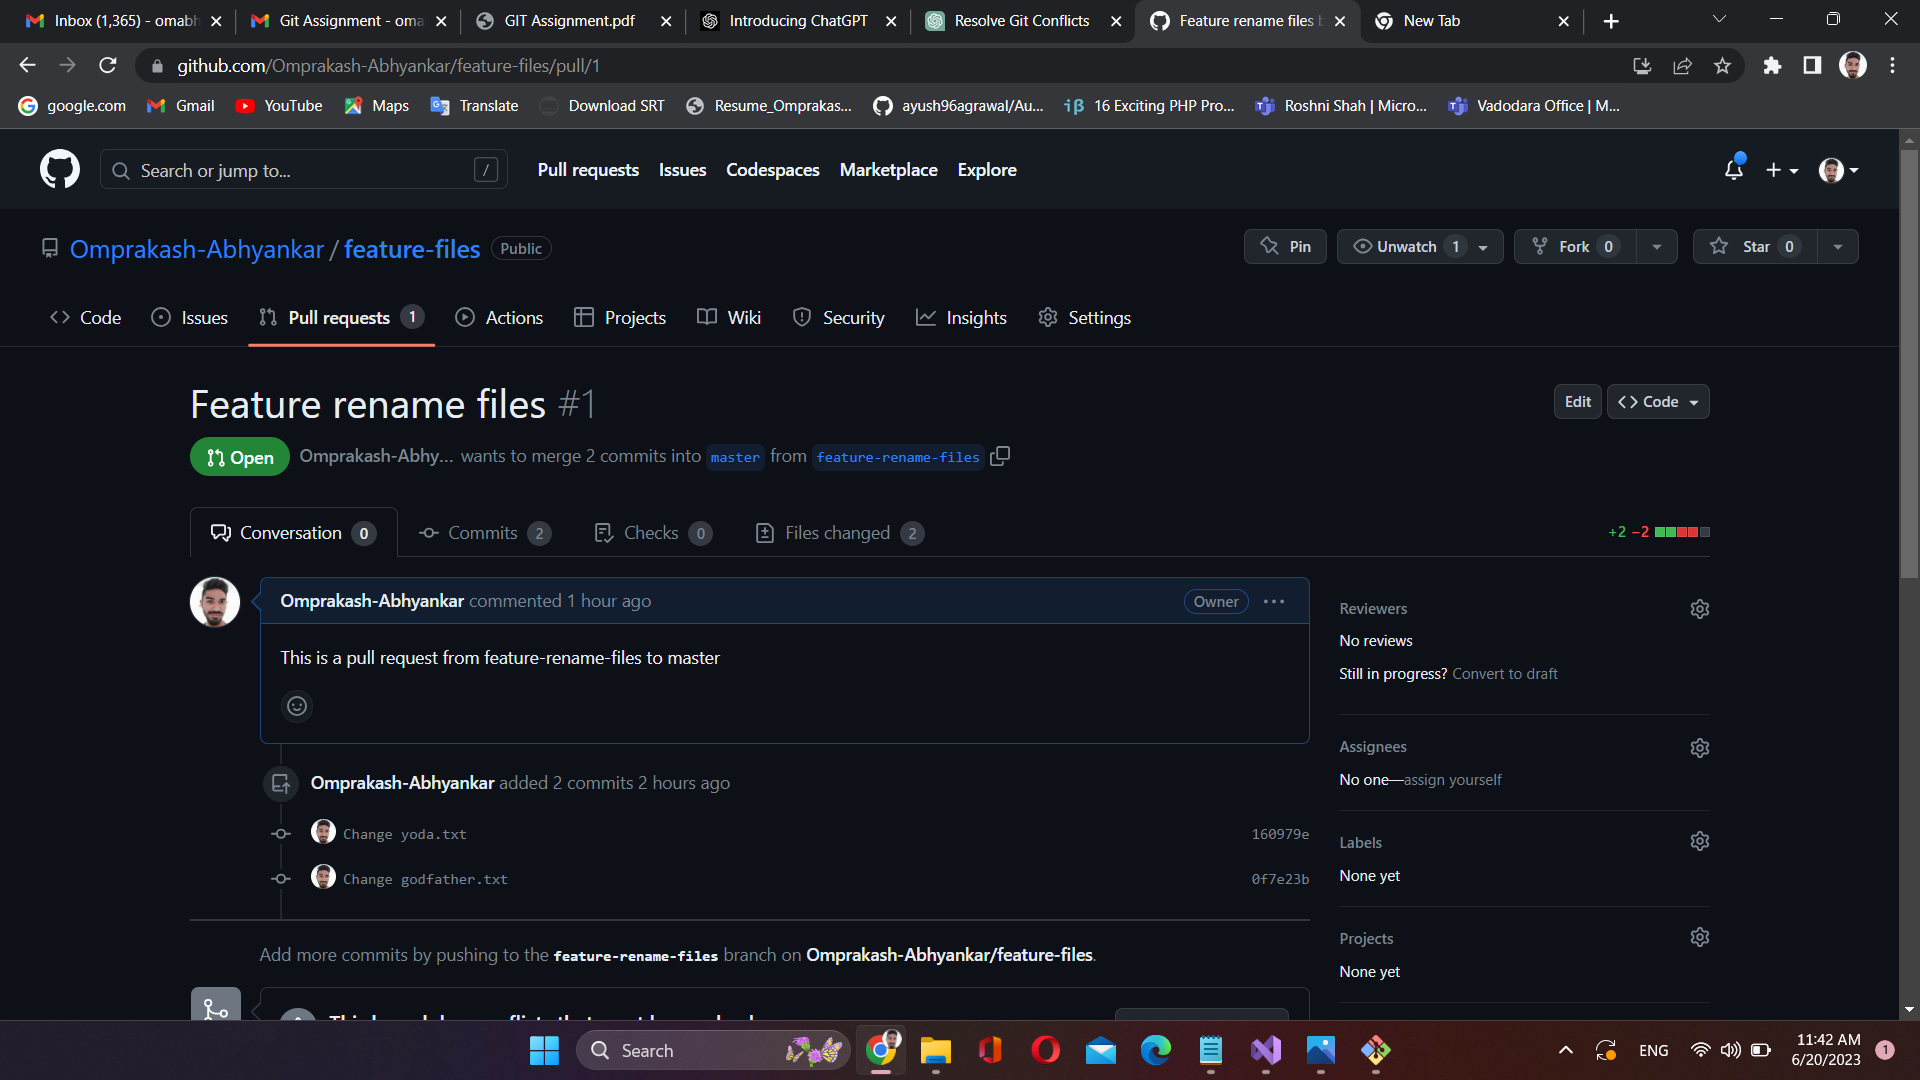 Inbox (1,365) - omabh
Git Assignment - oma
GIT Assignment.pdf
Introducing ChatGPT
Resolve Git Conflicts
Feature rename files b
New Tab
github.com/Omprakash-Abhyankar/feature-files/pull/1
google.com
Gmail
YouTube
Maps
Translate
Download SRT
Resume_Omprakas...
ayush96agrawal/Au...
16 Exciting PHP Pro...
Roshni Shah | Micro...
Vadodara Office | M...
Search or jump to...
/
Pull requests
Issues
Codespaces
Marketplace
Explore
Omprakash-Abhyankar / feature-files
Public
Pin
Unwatch 1
Fork 0
Star 0
Code
Issues
Pull requests 1
Actions
Projects
Wiki
Security
Insights
Settings
Feature rename files #1
Edit
Code
Open
Omprakash-Abhy... wants to merge 2 commits into master from feature-rename-files
Conversation 0
Commits 2
Checks 0
Files changed 2
+2 −2
Omprakash-Abhyankar commented 1 hour ago
Owner
This is a pull request from feature-rename-files to master
Omprakash-Abhyankar added 2 commits 2 hours ago
Change yoda.txt
160979e
Change godfather.txt
0f7e23b
Add more commits by pushing to the feature-rename-files branch on Omprakash-Abhyankar/feature-files.
Reviewers
No reviews
Still in progress? Convert to draft
Assignees
No one—assign yourself
Labels
None yet
Projects
None yet
Search
ENG
11:42 AM
6/20/2023
1